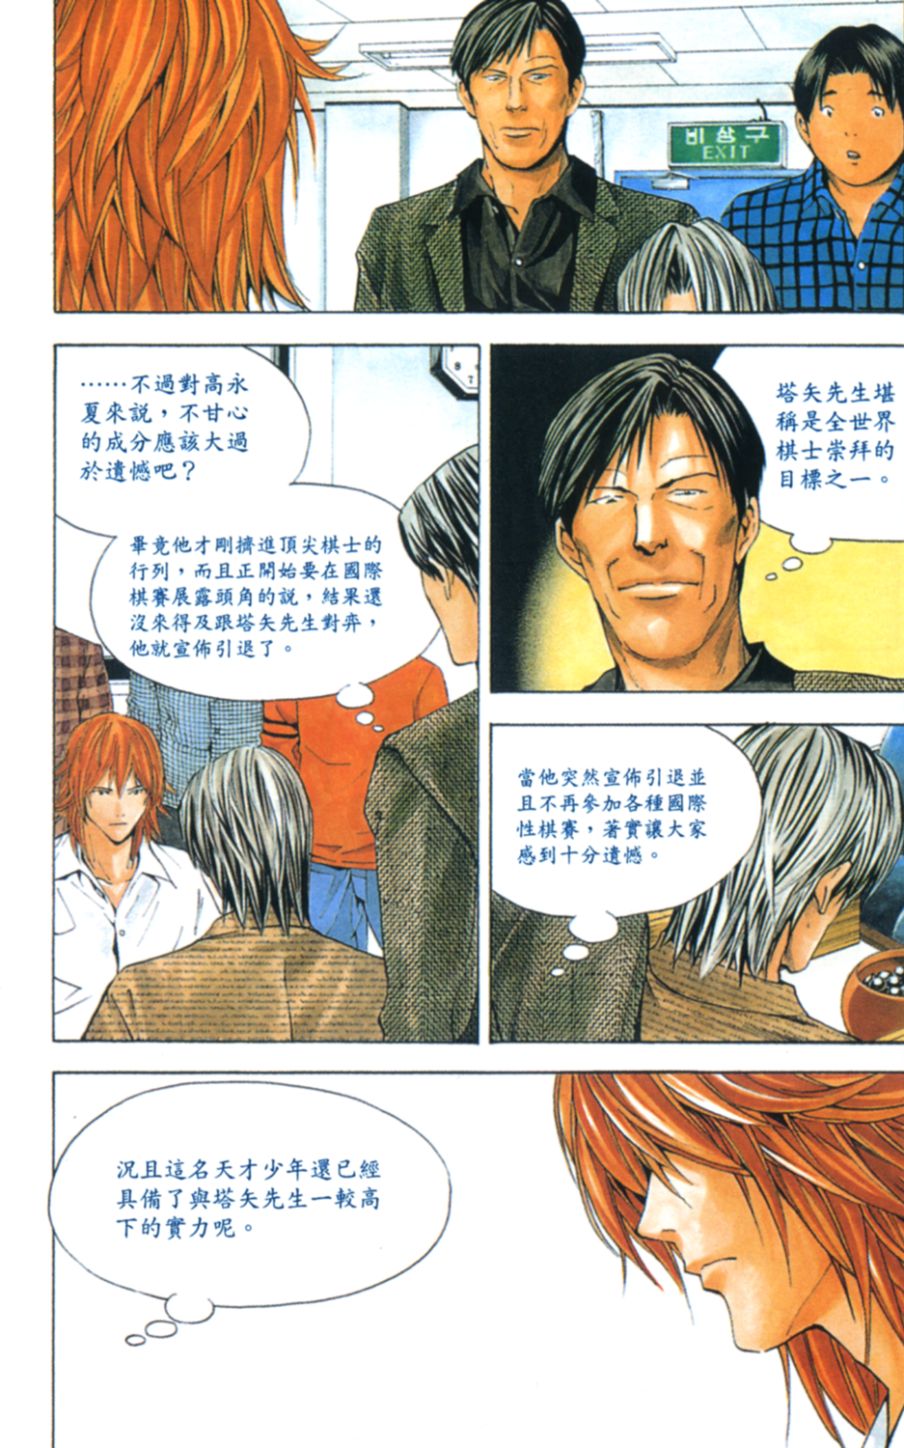 비상구
EXIT
塔矢先生堪
稱是全世界
棋士崇拜的
目標之一。
當他突然宣佈引退並
且不再參加各種國際
性棋賽，著實讓大家
感到十分遺憾。
……不過對高永
夏來說，不甘心
的成分應該大過
於遺憾吧？
畢竟他才剛擠進頂尖棋士的
行列，而且正開始要在國際
棋賽展露頭角的說，結果還
沒來得及跟塔矢先生對弈，
他就宣佈引退了。
況且這名天才少年還已經
具備了與塔矢先生一較高
下的實力呢。